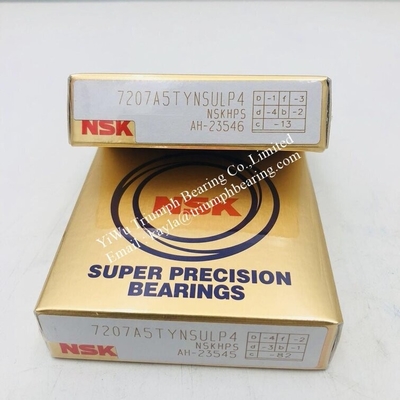 7207A5TYNSULP4
NSKHPS
AH-23546
D -1 f -3
d -4 b -2
c -13
NSK
NSK
SUPER PRECISION
BEARINGS
YiWu Triumph Bearing Co.,Limited
Email: kayla@triumphbearing.com
7207A5TYNSULP4
NSKHPS
AH-23545
D -4 f -2
d -3 b -1
c -82
NSK